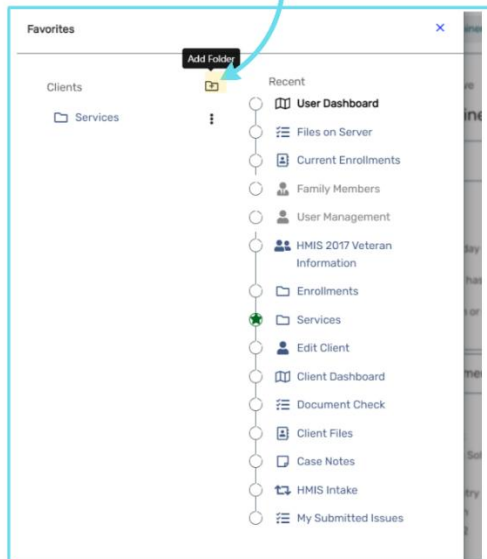 Favorites
Add Folder
Clients
Services
Recent
User Dashboard
Files on Server
Current Enrollments
Family Members
User Management
HMIS 2017 Veteran
Information
Enrollments
Services
Edit Client
Client Dashboard
Document Check
Client Files
Case Notes
HMIS Intake
My Submitted Issues